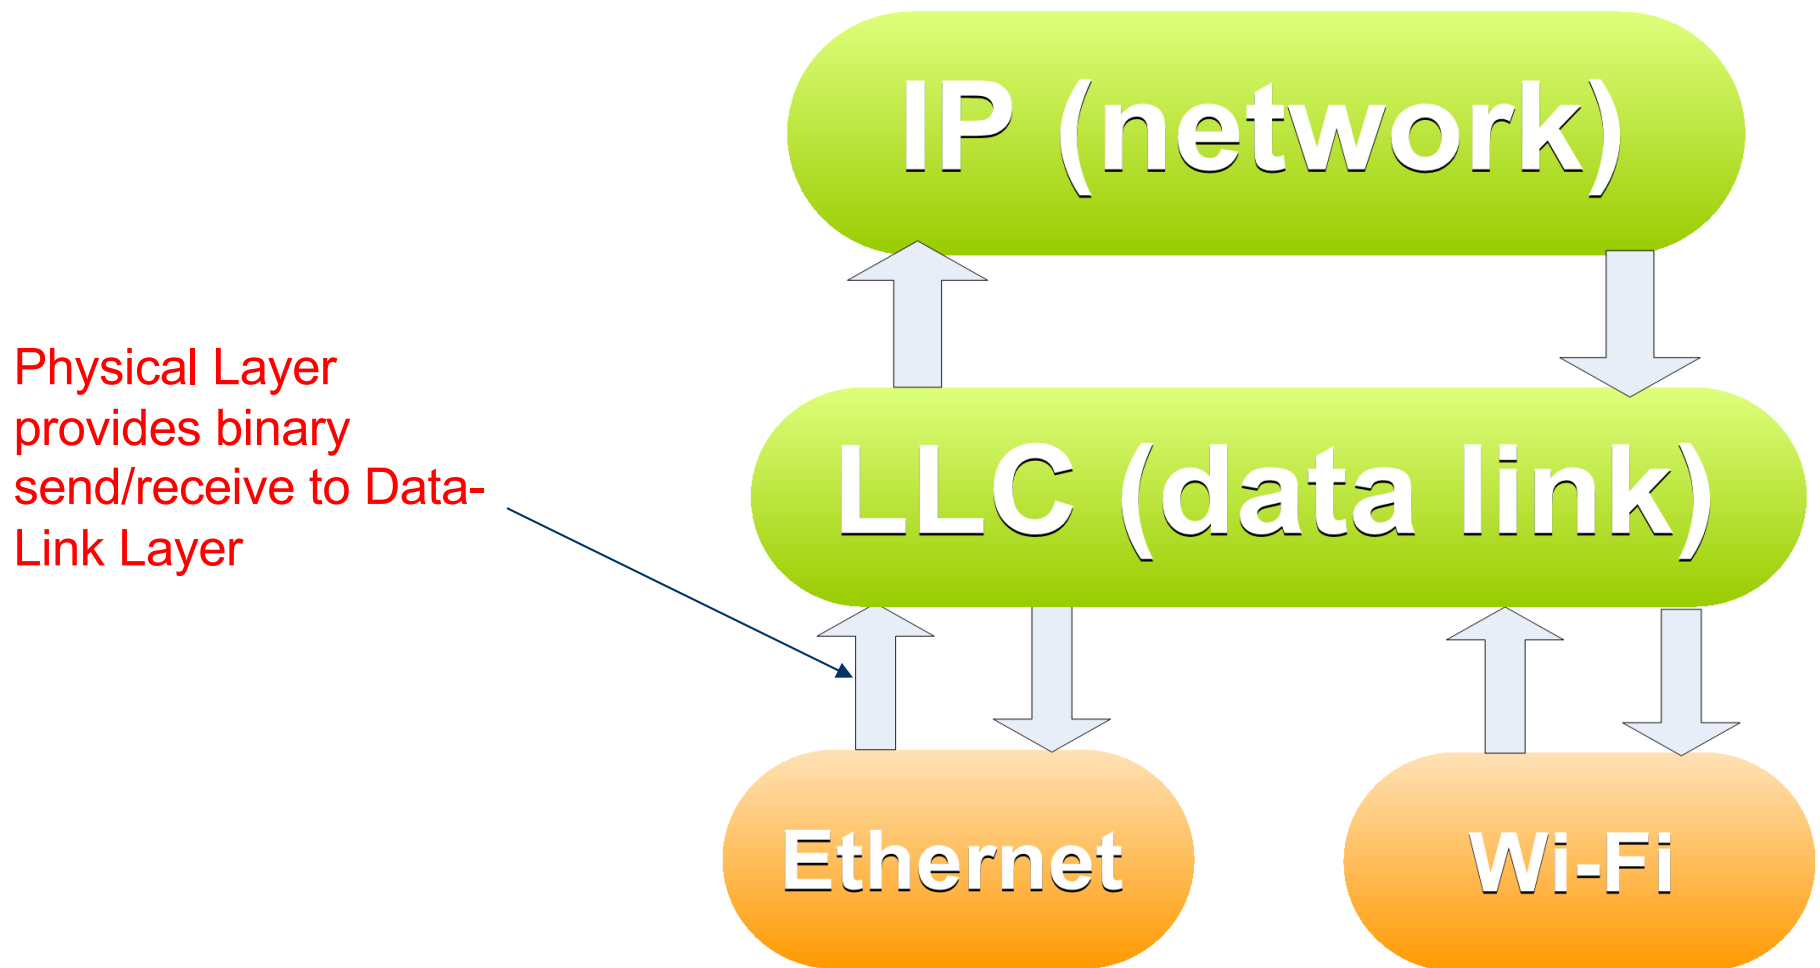 IP (network)
Physical Layer
provides binary
send/receive to Data-
Link Layer
LLC (data link)
Ethernet
Wi-Fi